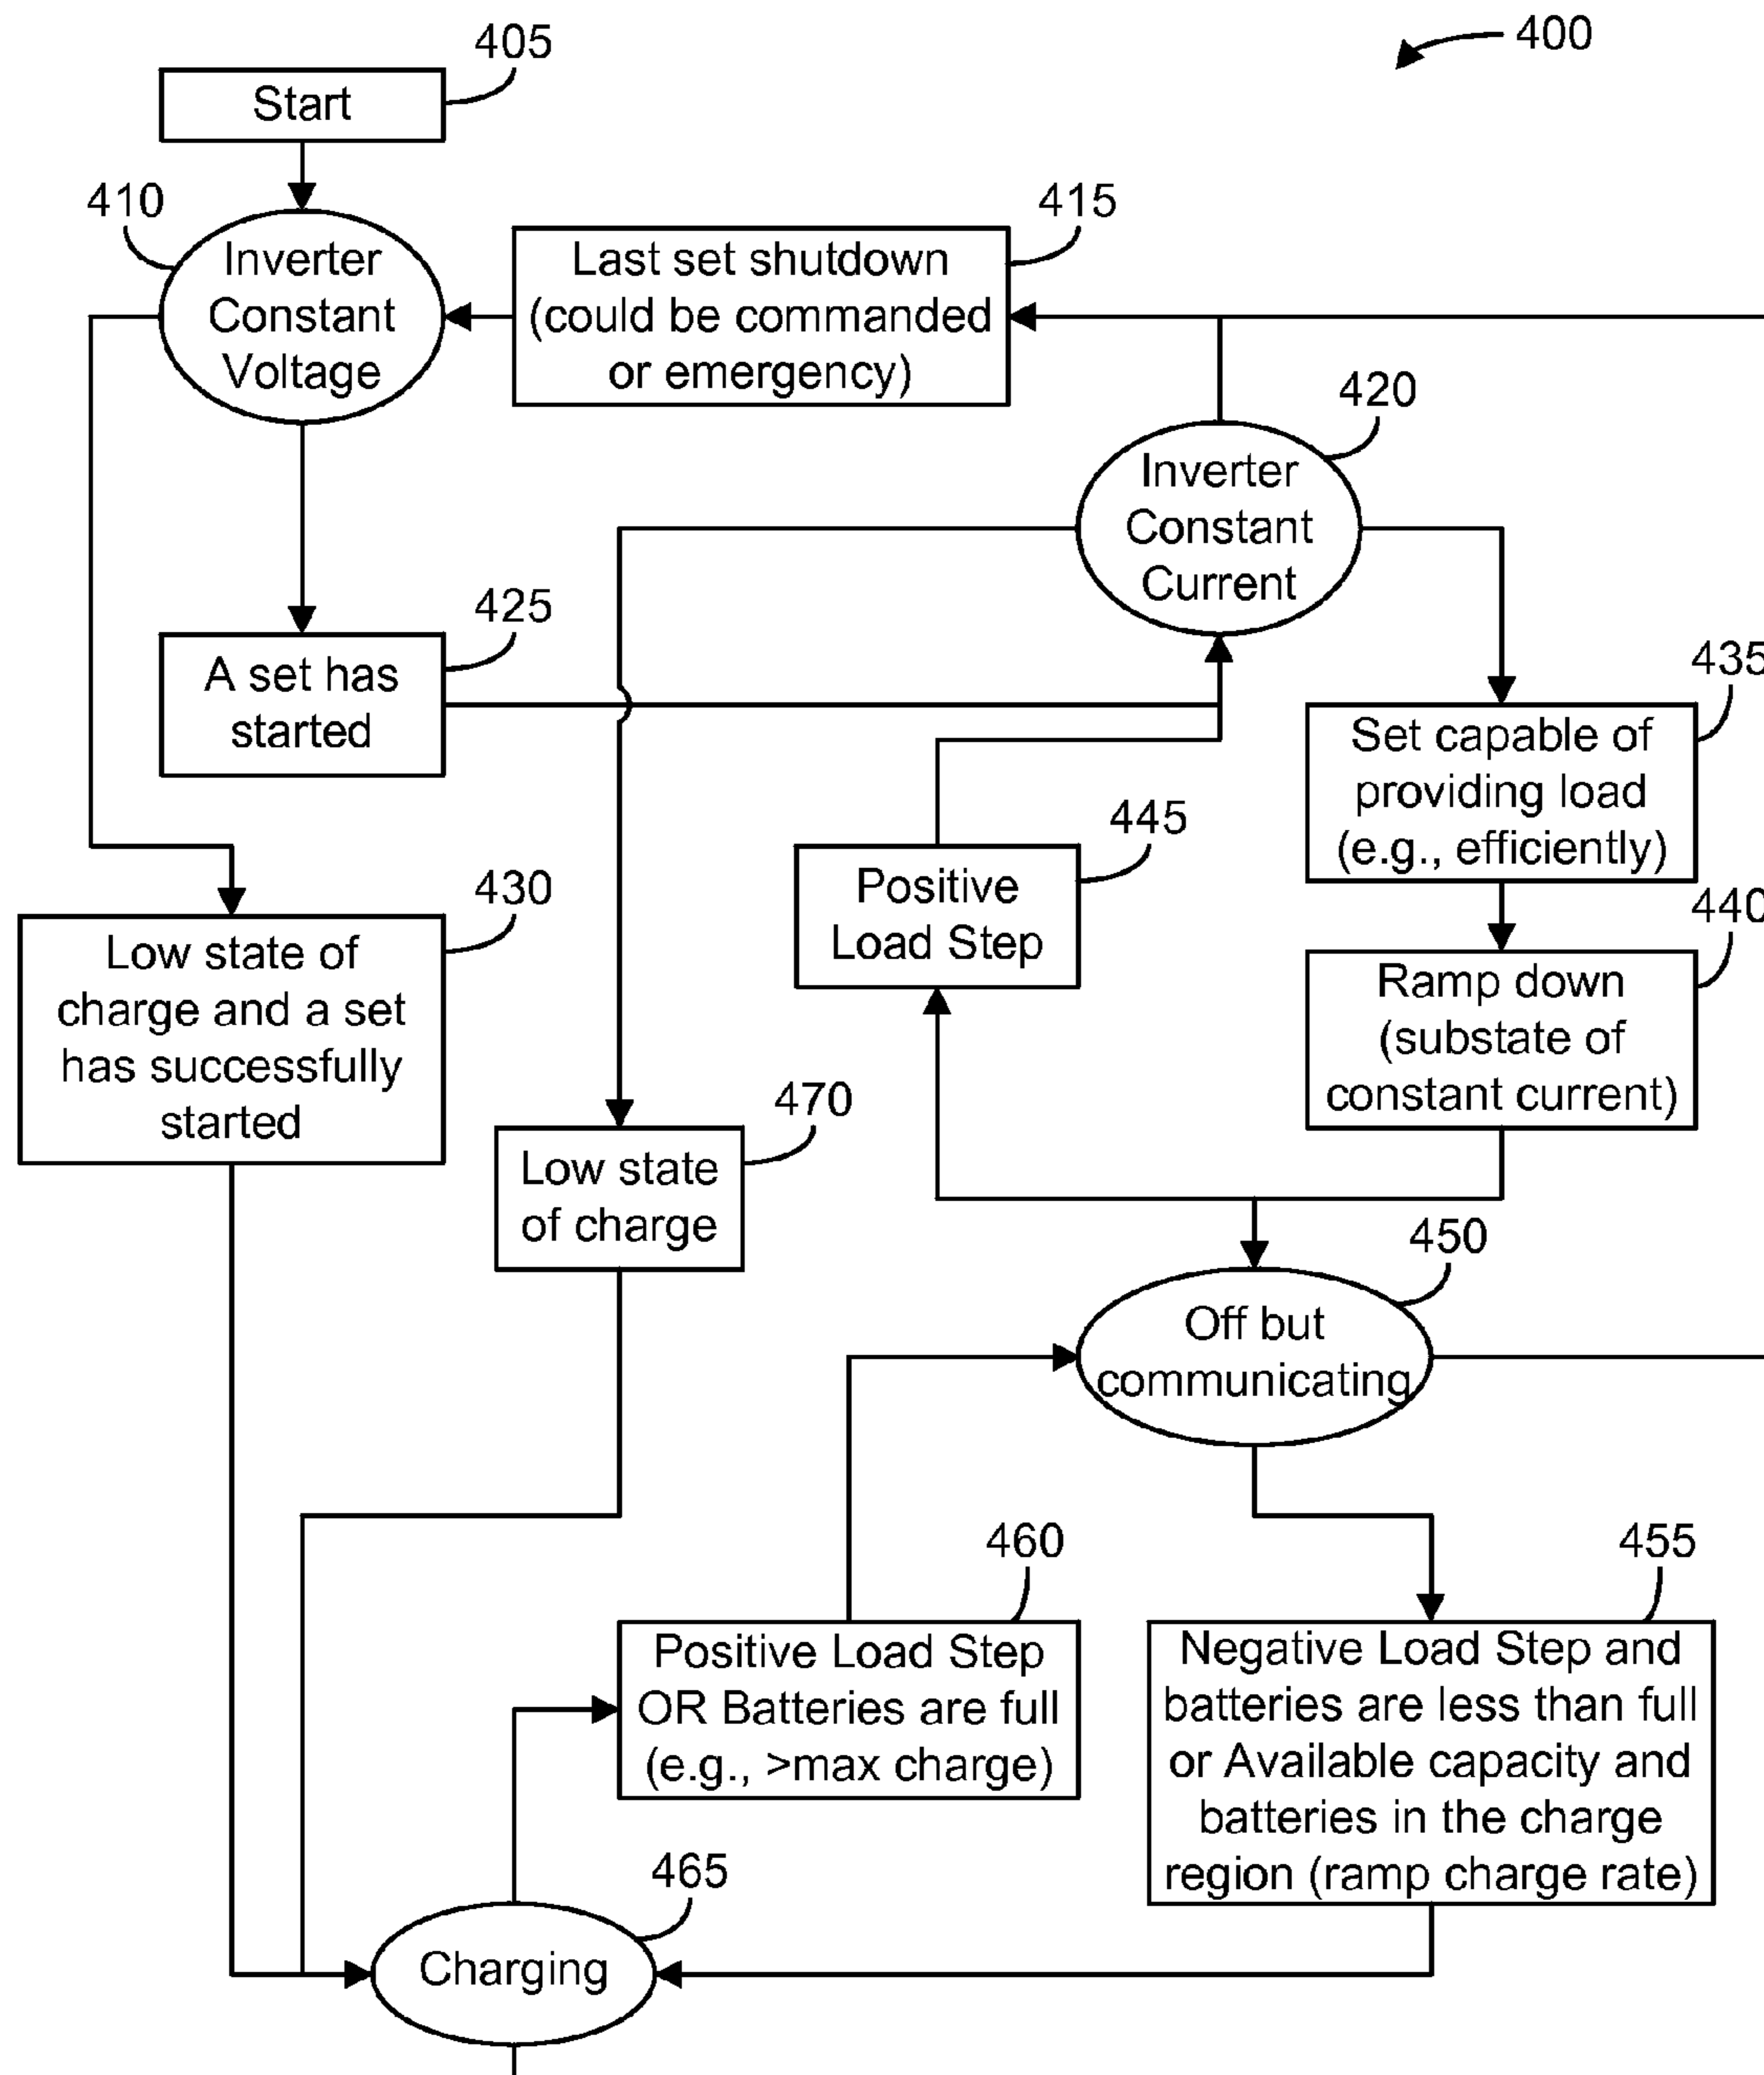 400
405
Start
410
Inverter
Constant
Voltage
415
Last set shutdown
(could be commanded
or emergency)
420
Inverter
Constant
Current
425
A set has
started
435
Set capable of
providing load
(e.g., efficiently)
445
Positive
Load Step
430
Low state of
charge and a set
has successfully
started
440
Ramp down
(substate of
constant current)
470
Low state
of charge
450
Off but
communicating
460
Positive Load Step
OR Batteries are full
(e.g., >max charge)
455
Negative Load Step and
batteries are less than full
or Available capacity and
batteries in the charge
region (ramp charge rate)
465
Charging